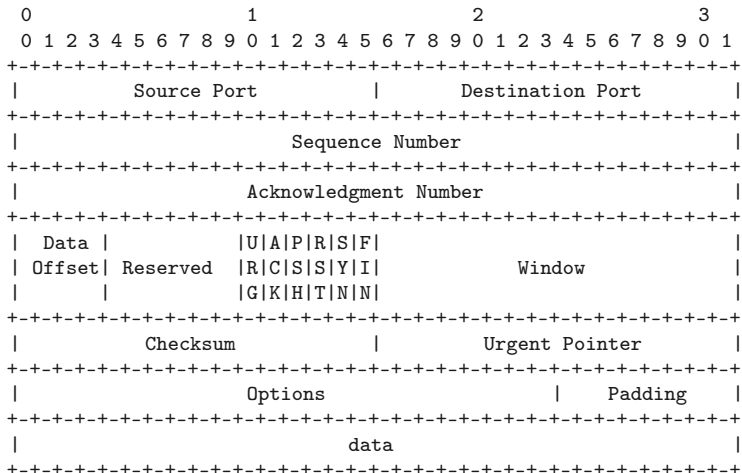 0                   1                   2                   3
 0 1 2 3 4 5 6 7 8 9 0 1 2 3 4 5 6 7 8 9 0 1 2 3 4 5 6 7 8 9 0 1
+-+-+-+-+-+-+-+-+-+-+-+-+-+-+-+-+-+-+-+-+-+-+-+-+-+-+-+-+-+-+-+-+
|          Source Port          |       Destination Port        |
+-+-+-+-+-+-+-+-+-+-+-+-+-+-+-+-+-+-+-+-+-+-+-+-+-+-+-+-+-+-+-+-+
|                        Sequence Number                        |
+-+-+-+-+-+-+-+-+-+-+-+-+-+-+-+-+-+-+-+-+-+-+-+-+-+-+-+-+-+-+-+-+
|                    Acknowledgment Number                      |
+-+-+-+-+-+-+-+-+-+-+-+-+-+-+-+-+-+-+-+-+-+-+-+-+-+-+-+-+-+-+-+-+
|  Data |           |U|A|P|R|S|F|                               |
| Offset| Reserved  |R|C|S|S|Y|I|            Window             |
|       |           |G|K|H|T|N|N|                               |
+-+-+-+-+-+-+-+-+-+-+-+-+-+-+-+-+-+-+-+-+-+-+-+-+-+-+-+-+-+-+-+-+
|           Checksum            |         Urgent Pointer        |
+-+-+-+-+-+-+-+-+-+-+-+-+-+-+-+-+-+-+-+-+-+-+-+-+-+-+-+-+-+-+-+-+
|                    Options                    |    Padding    |
+-+-+-+-+-+-+-+-+-+-+-+-+-+-+-+-+-+-+-+-+-+-+-+-+-+-+-+-+-+-+-+-+
|                             data                              |
+-+-+-+-+-+-+-+-+-+-+-+-+-+-+-+-+-+-+-+-+-+-+-+-+-+-+-+-+-+-+-+-+